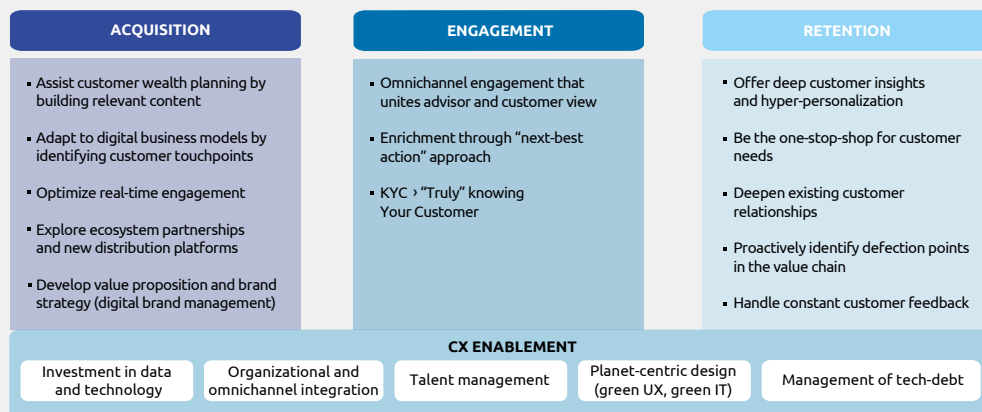 ACQUISITION
▪ Assist customer wealth planning by
building relevant content
▪ Adapt to digital business models by
identifying customer touchpoints
▪ Optimize real-time engagement
▪ Explore ecosystem partnerships
and new distribution platforms
▪ Develop value proposition and brand
strategy (digital brand management)
ENGAGEMENT
▪ Omnichannel engagement that
unites advisor and customer view
▪ Enrichment through “next-best
action” approach
▪ KYC › “Truly” knowing
Your Customer
RETENTION
▪ Offer deep customer insights
and hyper-personalization
▪ Be the one-stop-shop for customer
needs
▪ Deepen existing customer
relationships
▪ Proactively identify defection points
in the value chain
▪ Handle constant customer feedback
CX ENABLEMENT
Investment in data
and technology
Organizational and
omnichannel integration
Talent management
Planet-centric design
(green UX, green IT)
Management of tech-debt